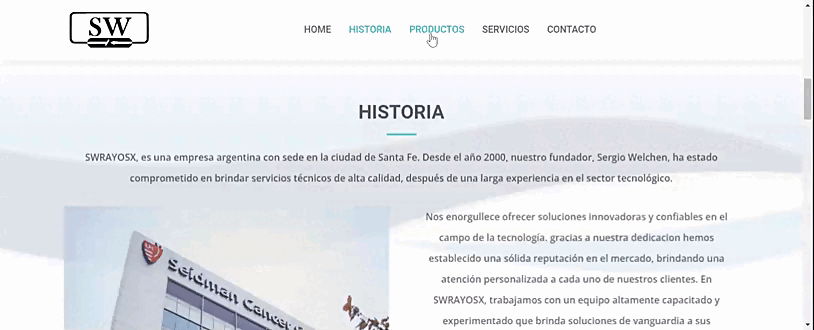 SW
HOME HISTORIA PRODUCTOS SERVICIOS CONTACTO
HISTORIA
SWRAYOSX, es una empresa argentina con sede en la ciudad de Santa Fe. Desde el año 2000, nuestro fundador, Sergio Welchen, ha estado
comprometido en brindar servicios técnicos de alta calidad, después de una larga experiencia en el sector tecnológico.
Seidman Cancer
Nos enorgullece ofrecer soluciones innovadoras y confiables en el
campo de la tecnología. gracias a nuestra dedicacion hemos
establecido una sólida reputación en el mercado, brindando una
atención personalizada a cada uno de nuestros clientes. En
SWRAYOSX, trabajamos con un equipo altamente capacitado y
experimentado que brinda soluciones de vanguardia a sus